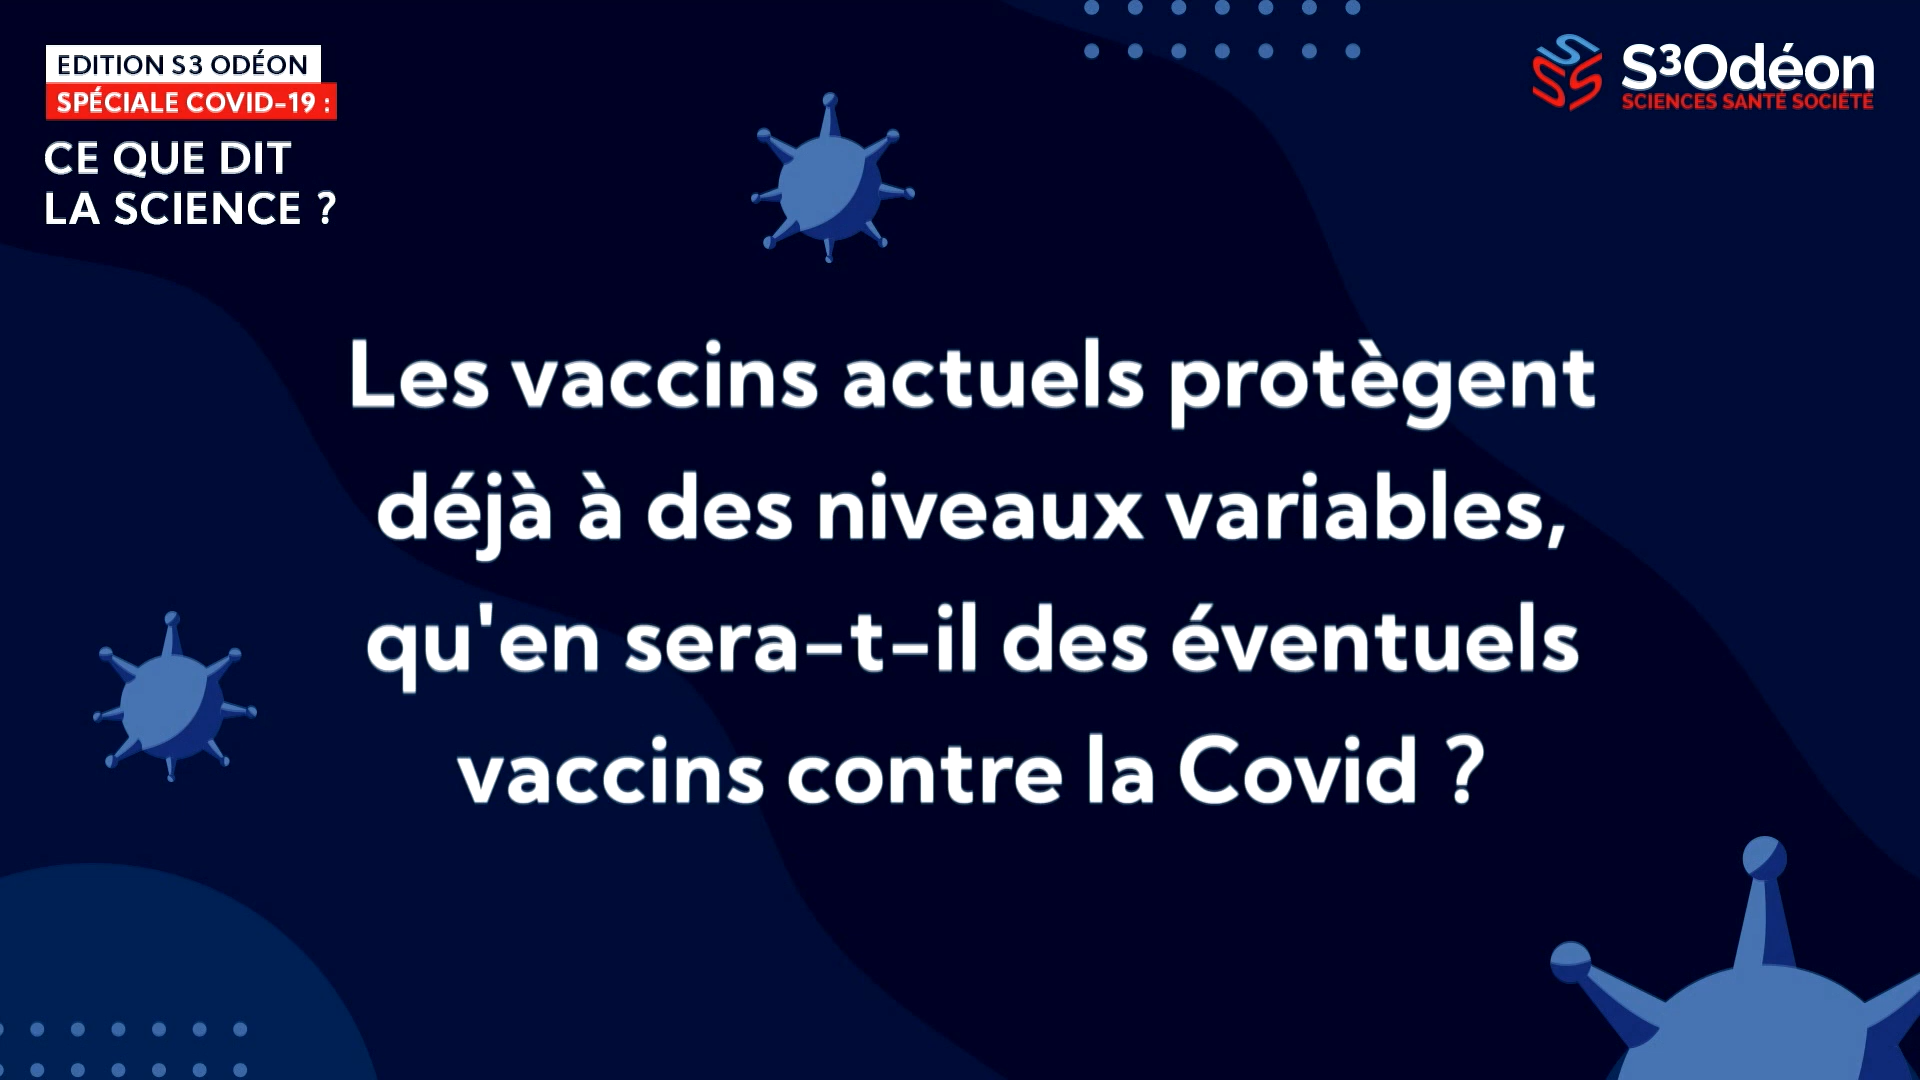 EDITION S3 ODÉON
SPÉCIALE COVID-19 :
CE QUE DIT
LA SCIENCE ?
S³Odéon
SCIENCES SANTÉ SOCIÉTÉ
Les vaccins actuels protègent
déjà à des niveaux variables,
qu'en sera-t-il des éventuels
vaccins contre la Covid ?